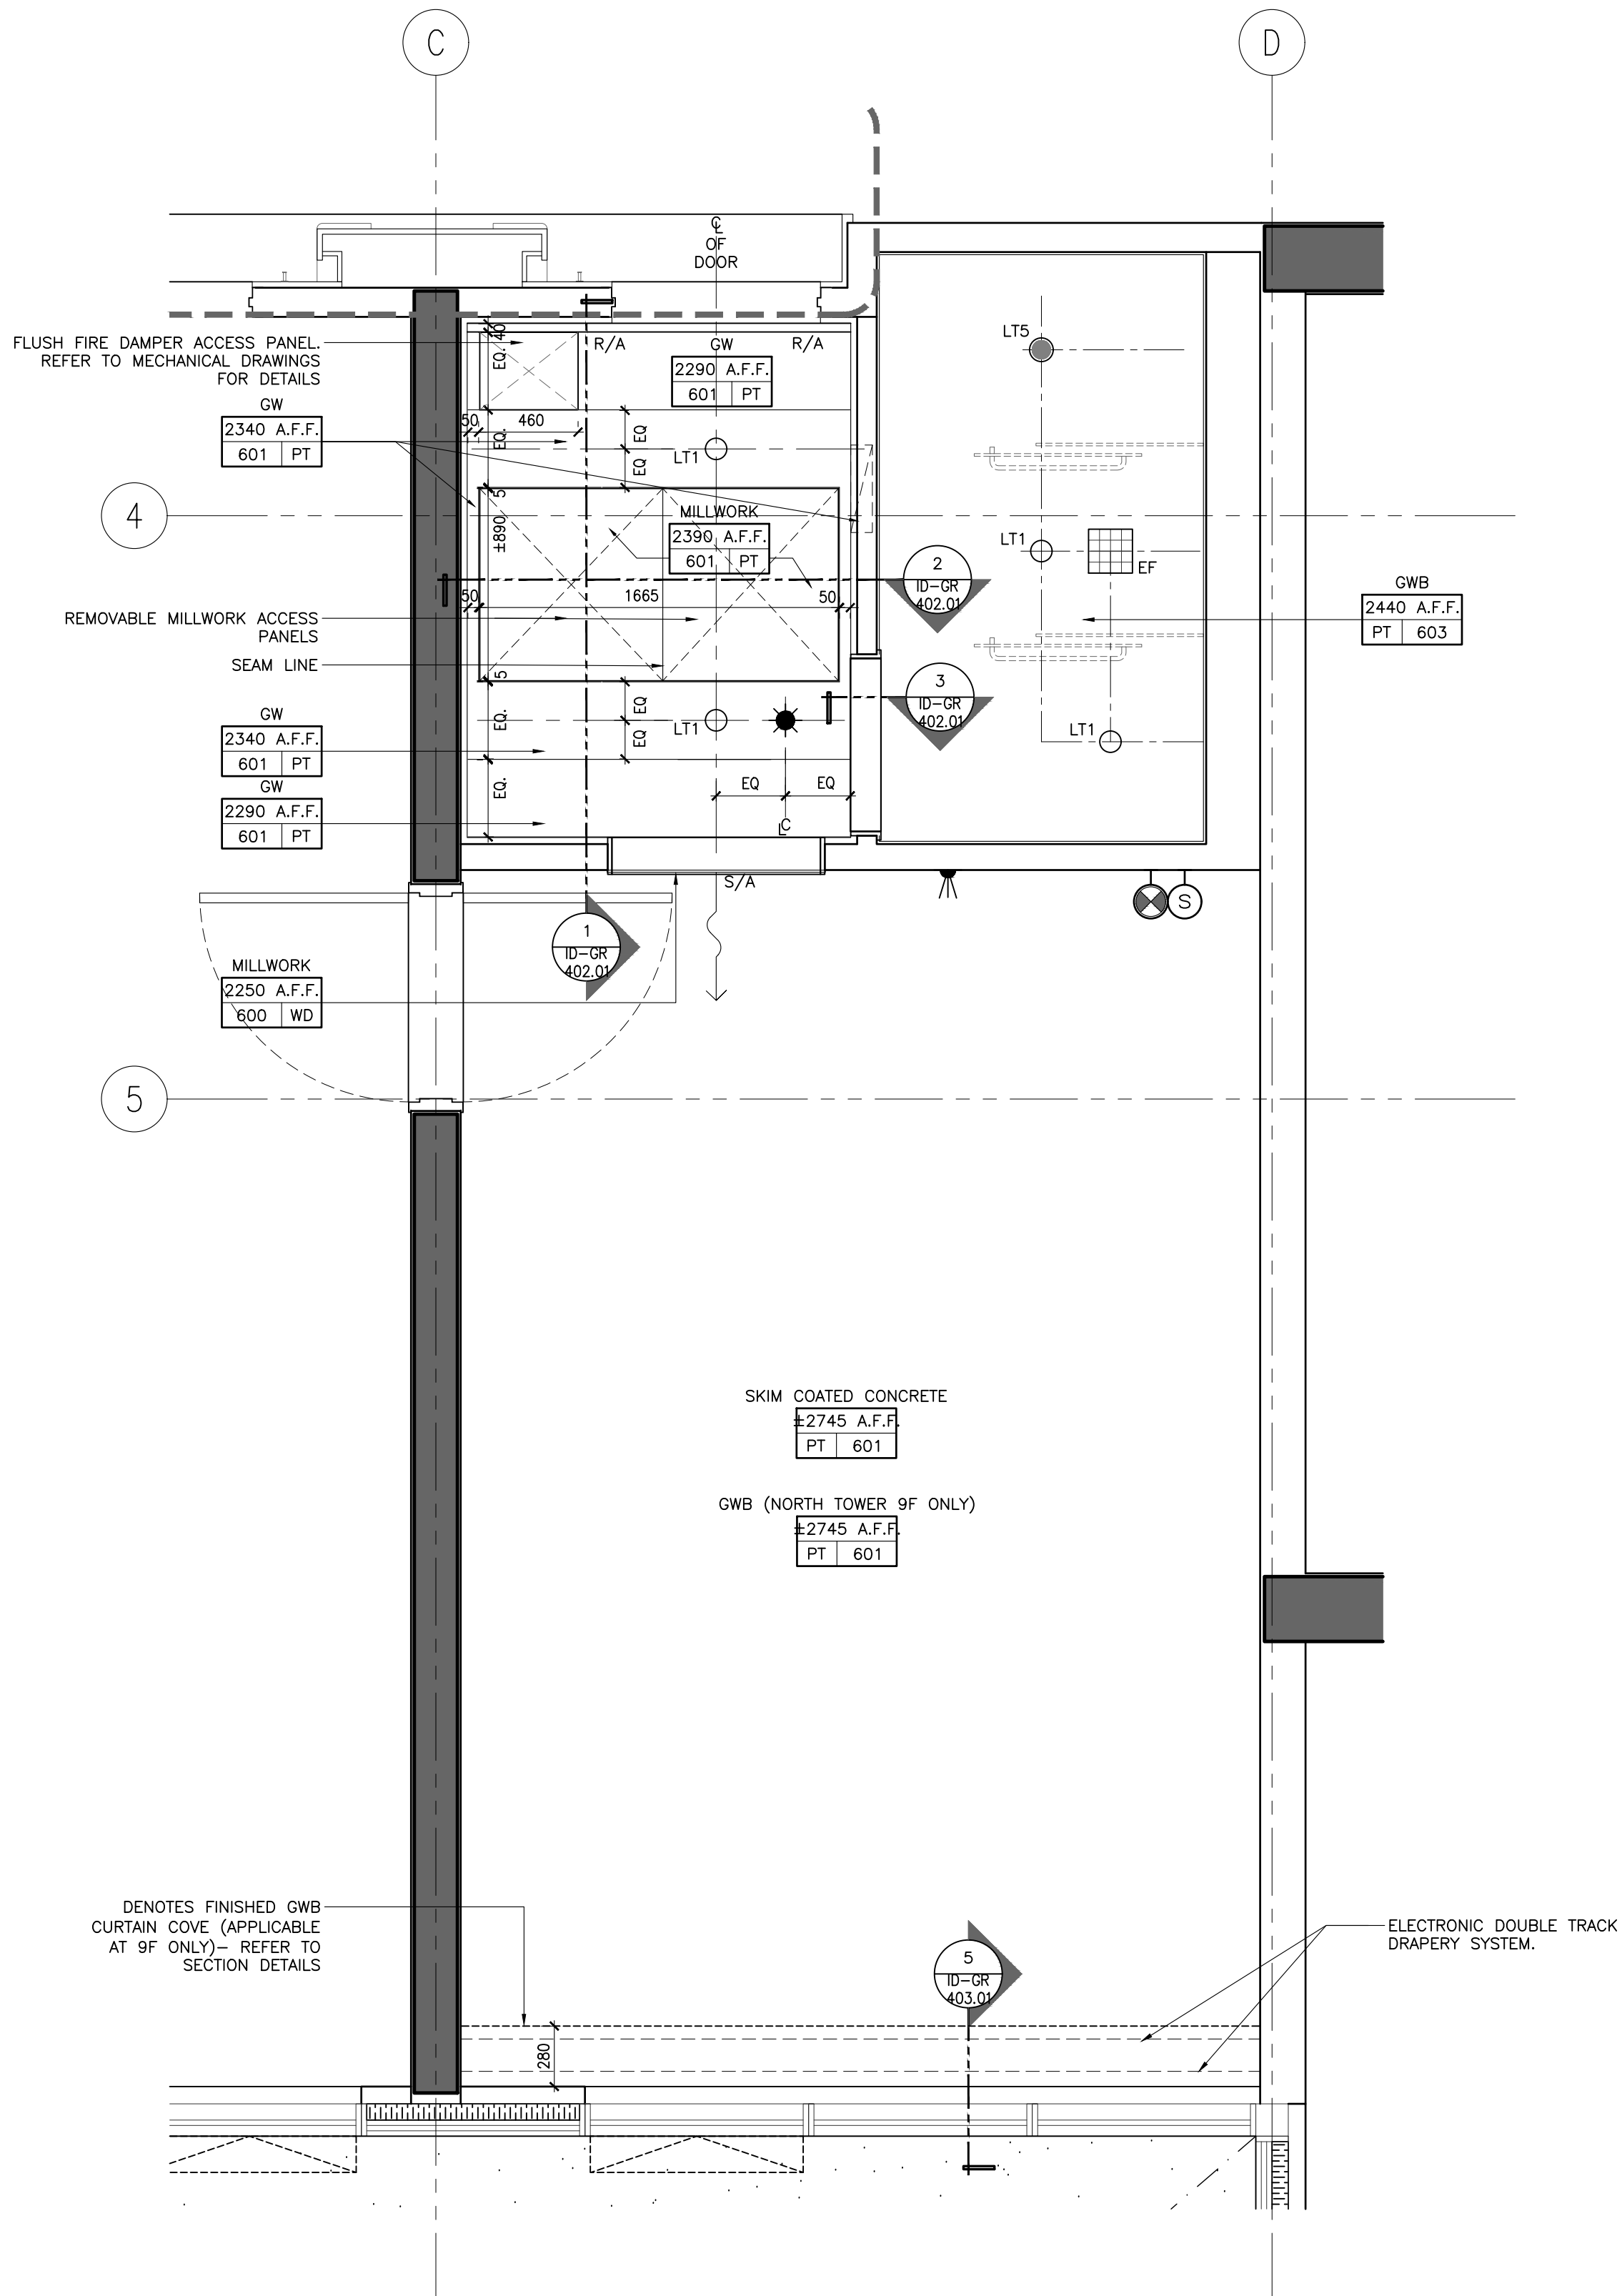 C
D
℄
OF
DOOR
FLUSH FIRE DAMPER ACCESS PANEL.
REFER TO MECHANICAL DRAWINGS
FOR DETAILS
EQ.
40
R/A
GW
R/A
2290 A.F.F.
601 PT
LT5
GW
2340 A.F.F.
601 PT
50
460
EQ.
EQ
EQ
LT1
4
5
±890
MILLWORK
2390 A.F.F.
601 PT
LT1
EF
2
ID-GR
402.01
GWB
2440 A.F.F.
PT 603
50
1665
50
REMOVABLE MILLWORK ACCESS
PANELS
SEAM LINE
5
3
ID-GR
402.01
GW
2340 A.F.F.
601 PT
EQ.
EQ
EQ
LT1
LT1
GW
2290 A.F.F.
601 PT
EQ.
EQ
EQ
℄
S/A
S
1
ID-GR
402.01
MILLWORK
2250 A.F.F.
600 WD
5
SKIM COATED CONCRETE
±2745 A.F.F.
PT 601
GWB (NORTH TOWER 9F ONLY)
±2745 A.F.F.
PT 601
DENOTES FINISHED GWB
CURTAIN COVE (APPLICABLE
AT 9F ONLY)- REFER TO
SECTION DETAILS
ELECTRONIC DOUBLE TRACK
DRAPERY SYSTEM.
5
ID-GR
403.01
280